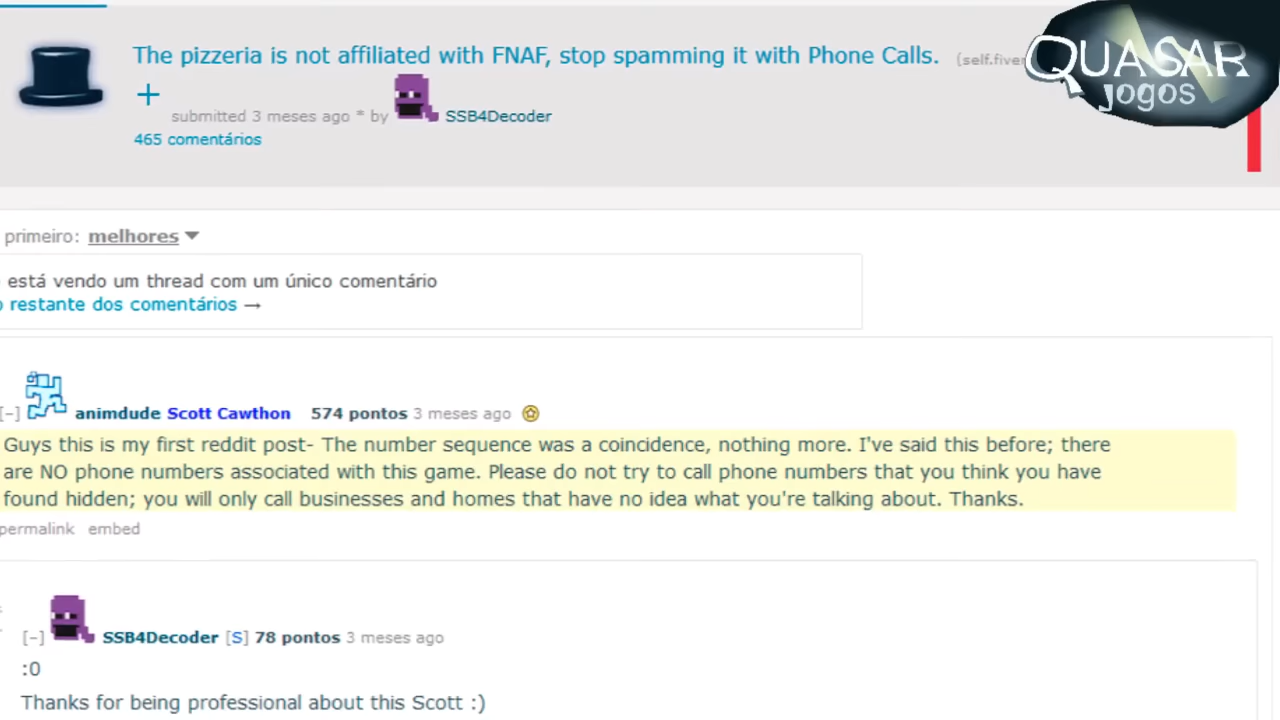 The pizzeria is not affiliated with FNAF, stop spamming it with Phone Calls. (self.five
QUASAR
jogos
+
submitted 3 meses ago * by SSB4Decoder
465 comentários
primeiro: melhores
está vendo um thread com um único comentário
restante dos comentários →
[-] animdude Scott Cawthon 574 pontos 3 meses ago
Guys this is my first reddit post- The number sequence was a coincidence, nothing more. I've said this before; there
are NO phone numbers associated with this game. Please do not try to call phone numbers that you think you have
found hidden; you will only call businesses and homes that have no idea what you're talking about. Thanks.
permalink embed
[-] SSB4Decoder [S] 78 pontos 3 meses ago
:0
Thanks for being professional about this Scott :)